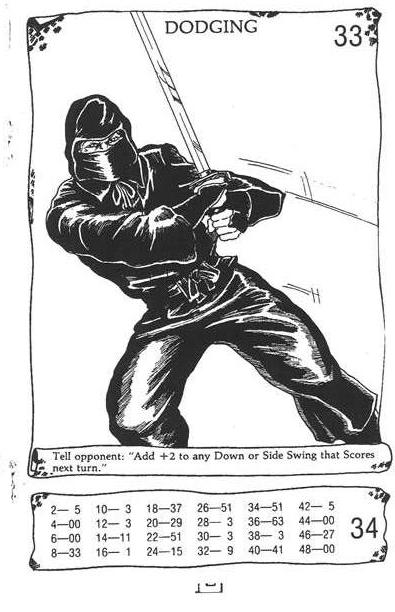 DODGING
33
Tell opponent: “Add +2 to any Down or Side Swing that Scores
next turn.”
2— 5 10— 3 18—37 26—51 34—51 42— 5
4—00 12— 3 20—29 28— 3 36—63 44—00
6—00 14—11 22—51 30— 3 38— 3 46—27
8—33 16— 1 24—15 32— 9 40—41 48—00
34